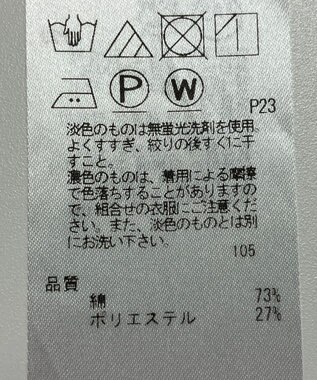 P W
P23
淡色のものは無蛍光洗剤を使用。
よくすすぎ、絞りの後すぐに干
すこと。
濃色のものは、着用による摩擦
で色落ちすることがありますの
で、組合せの衣服にご注意くだ
さい。また、淡色のものとは別
にお洗い下さい。
105
品質
綿 73%
ポリエステル 27%